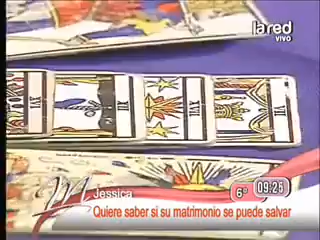 la red
VIVO
M
Jessica
6°
09:25
Quiere saber si su matrimonio se puede salvar